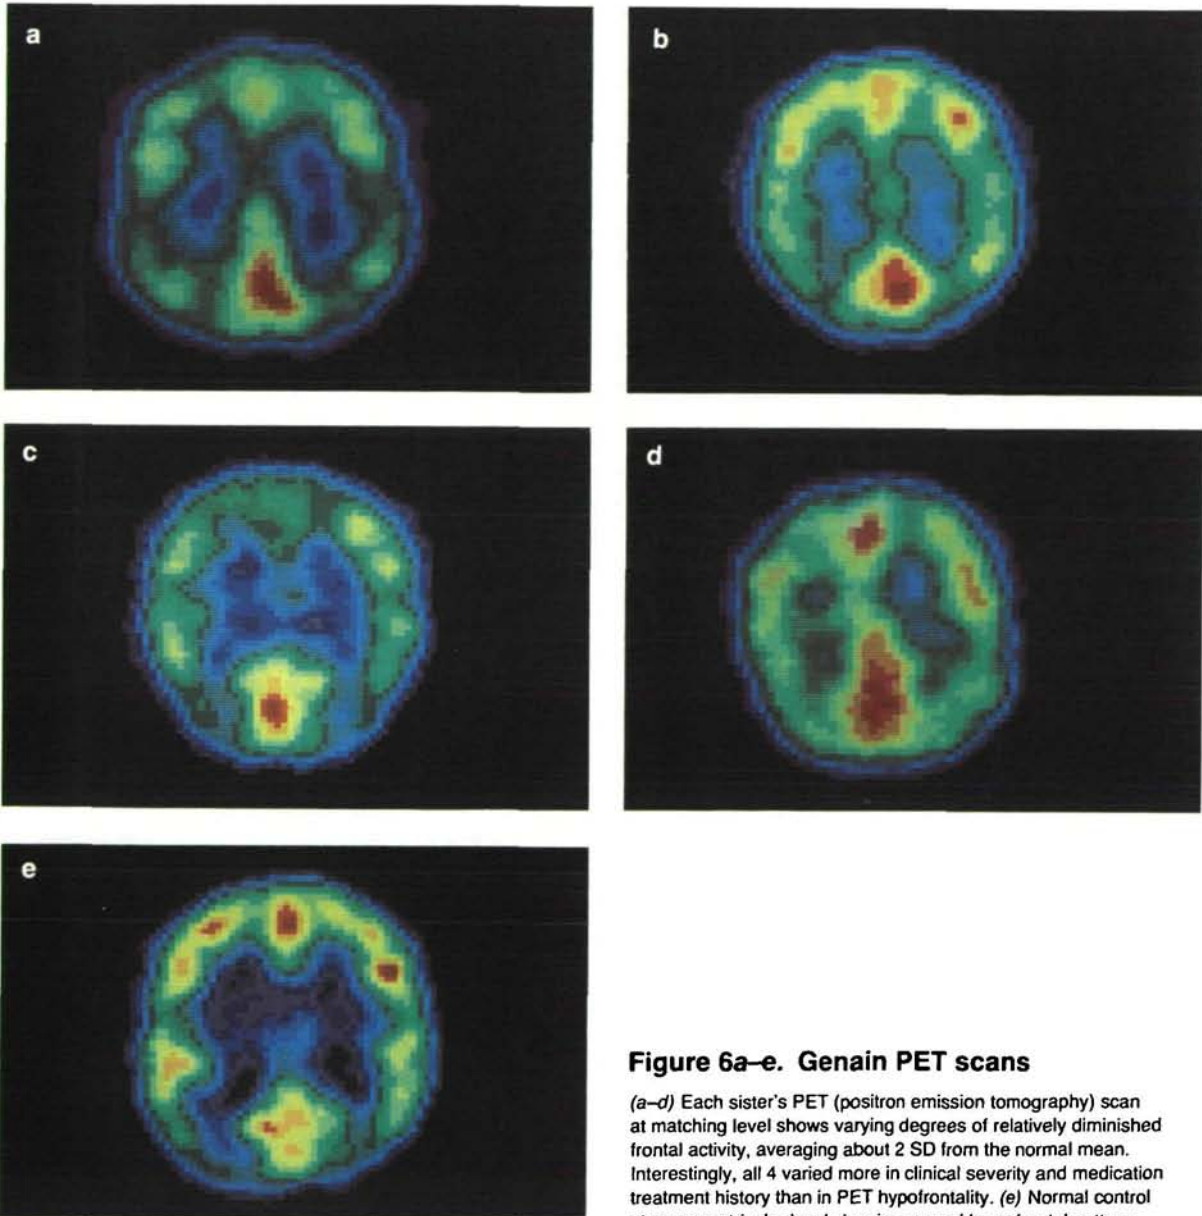 a
b
c
d
e
Figure 6a–e. Genain PET scans
(a–d) Each sister's PET (positron emission tomography) scan
at matching level shows varying degrees of relatively diminished
frontal activity, averaging about 2 SD from the normal mean.
Interestingly, all 4 varied more in clinical severity and medication
treatment history than in PET hypofrontality. (e) Normal control